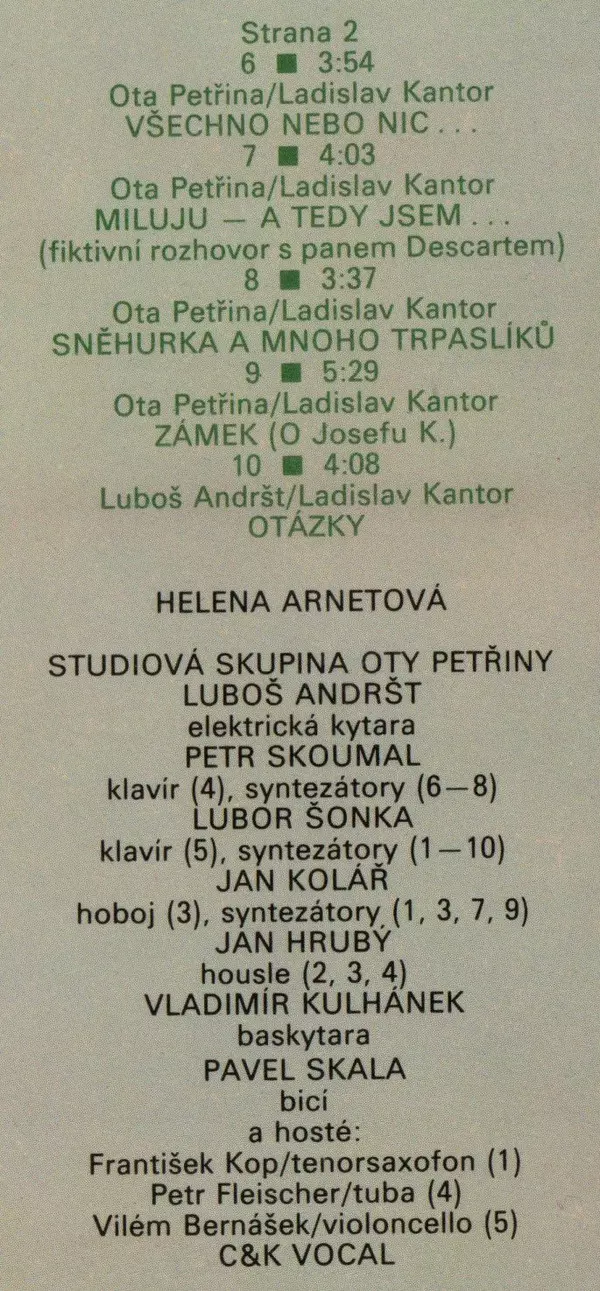 Strana 2
6 ■ 3:54
Ota Petřina/Ladislav Kantor
VŠECHNO NEBO NIC...
7 ■ 4:03
Ota Petřina/Ladislav Kantor
MILUJU — A TEDY JSEM...
(fiktivní rozhovor s panem Descartem)
8 ■ 3:37
Ota Petřina/Ladislav Kantor
SNĚHURKA A MNOHO TRPASLÍKŮ
9 ■ 5:29
Ota Petřina/Ladislav Kantor
ZÁMEK (O Josefu K.)
10 ■ 4:08
Luboš Andršt/Ladislav Kantor
OTÁZKY
HELENA ARNETOVÁ
STUDIOVÁ SKUPINA OTY PETŘINY
LUBOŠ ANDRŠT
elektrická kytara
PETR SKOUMAL
klavír (4), syntezátory (6—8)
LUBOR ŠONKA
klavír (5), syntezátory (1—10)
JAN KOLÁŘ
hoboj (3), syntezátory (1, 3, 7, 9)
JAN HRUBÝ
housle (2, 3, 4)
VLADIMÍR KULHÁNEK
baskytara
PAVEL SKALA
bicí
a hosté:
František Kop/tenorsaxofon (1)
Petr Fleischer/tuba (4)
Vilém Bernášek/violoncello (5)
C&K VOCAL